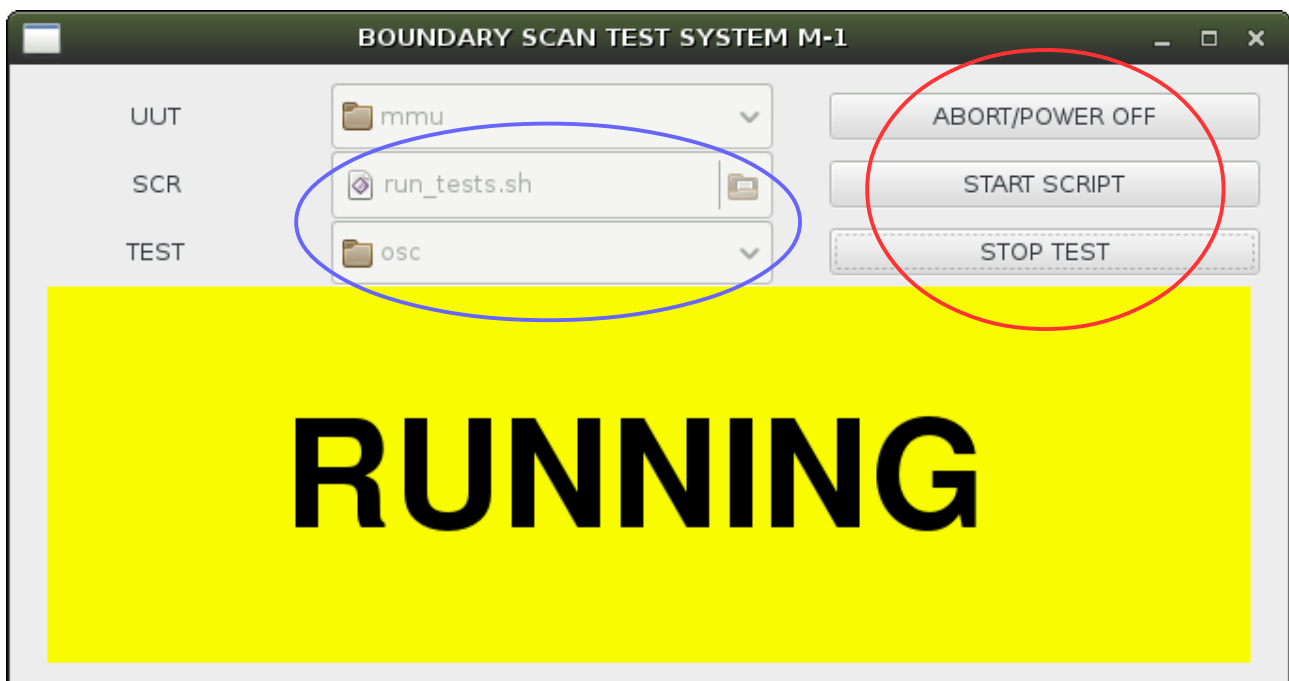 BOUNDARY SCAN TEST SYSTEM M-1
UUT mmu ABORT/POWER OFF
SCR run_tests.sh START SCRIPT
TEST osc STOP TEST
RUNNING